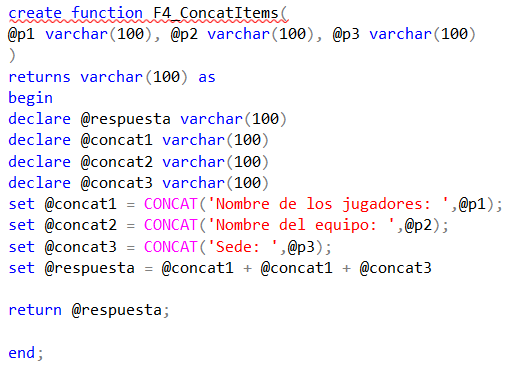 create function F4_ConcatItems(
@p1 varchar(100), @p2 varchar(100), @p3 varchar(100)
)
returns varchar(100) as
begin
declare @respuesta varchar(100)
declare @concat1 varchar(100)
declare @concat2 varchar(100)
declare @concat3 varchar(100)
set @concat1 = CONCAT('Nombre de los jugadores: ',@p1);
set @concat2 = CONCAT('Nombre del equipo: ',@p2);
set @concat3 = CONCAT('Sede: ',@p3);
set @respuesta = @concat1 + @concat1 + @concat3
return @respuesta;
end;